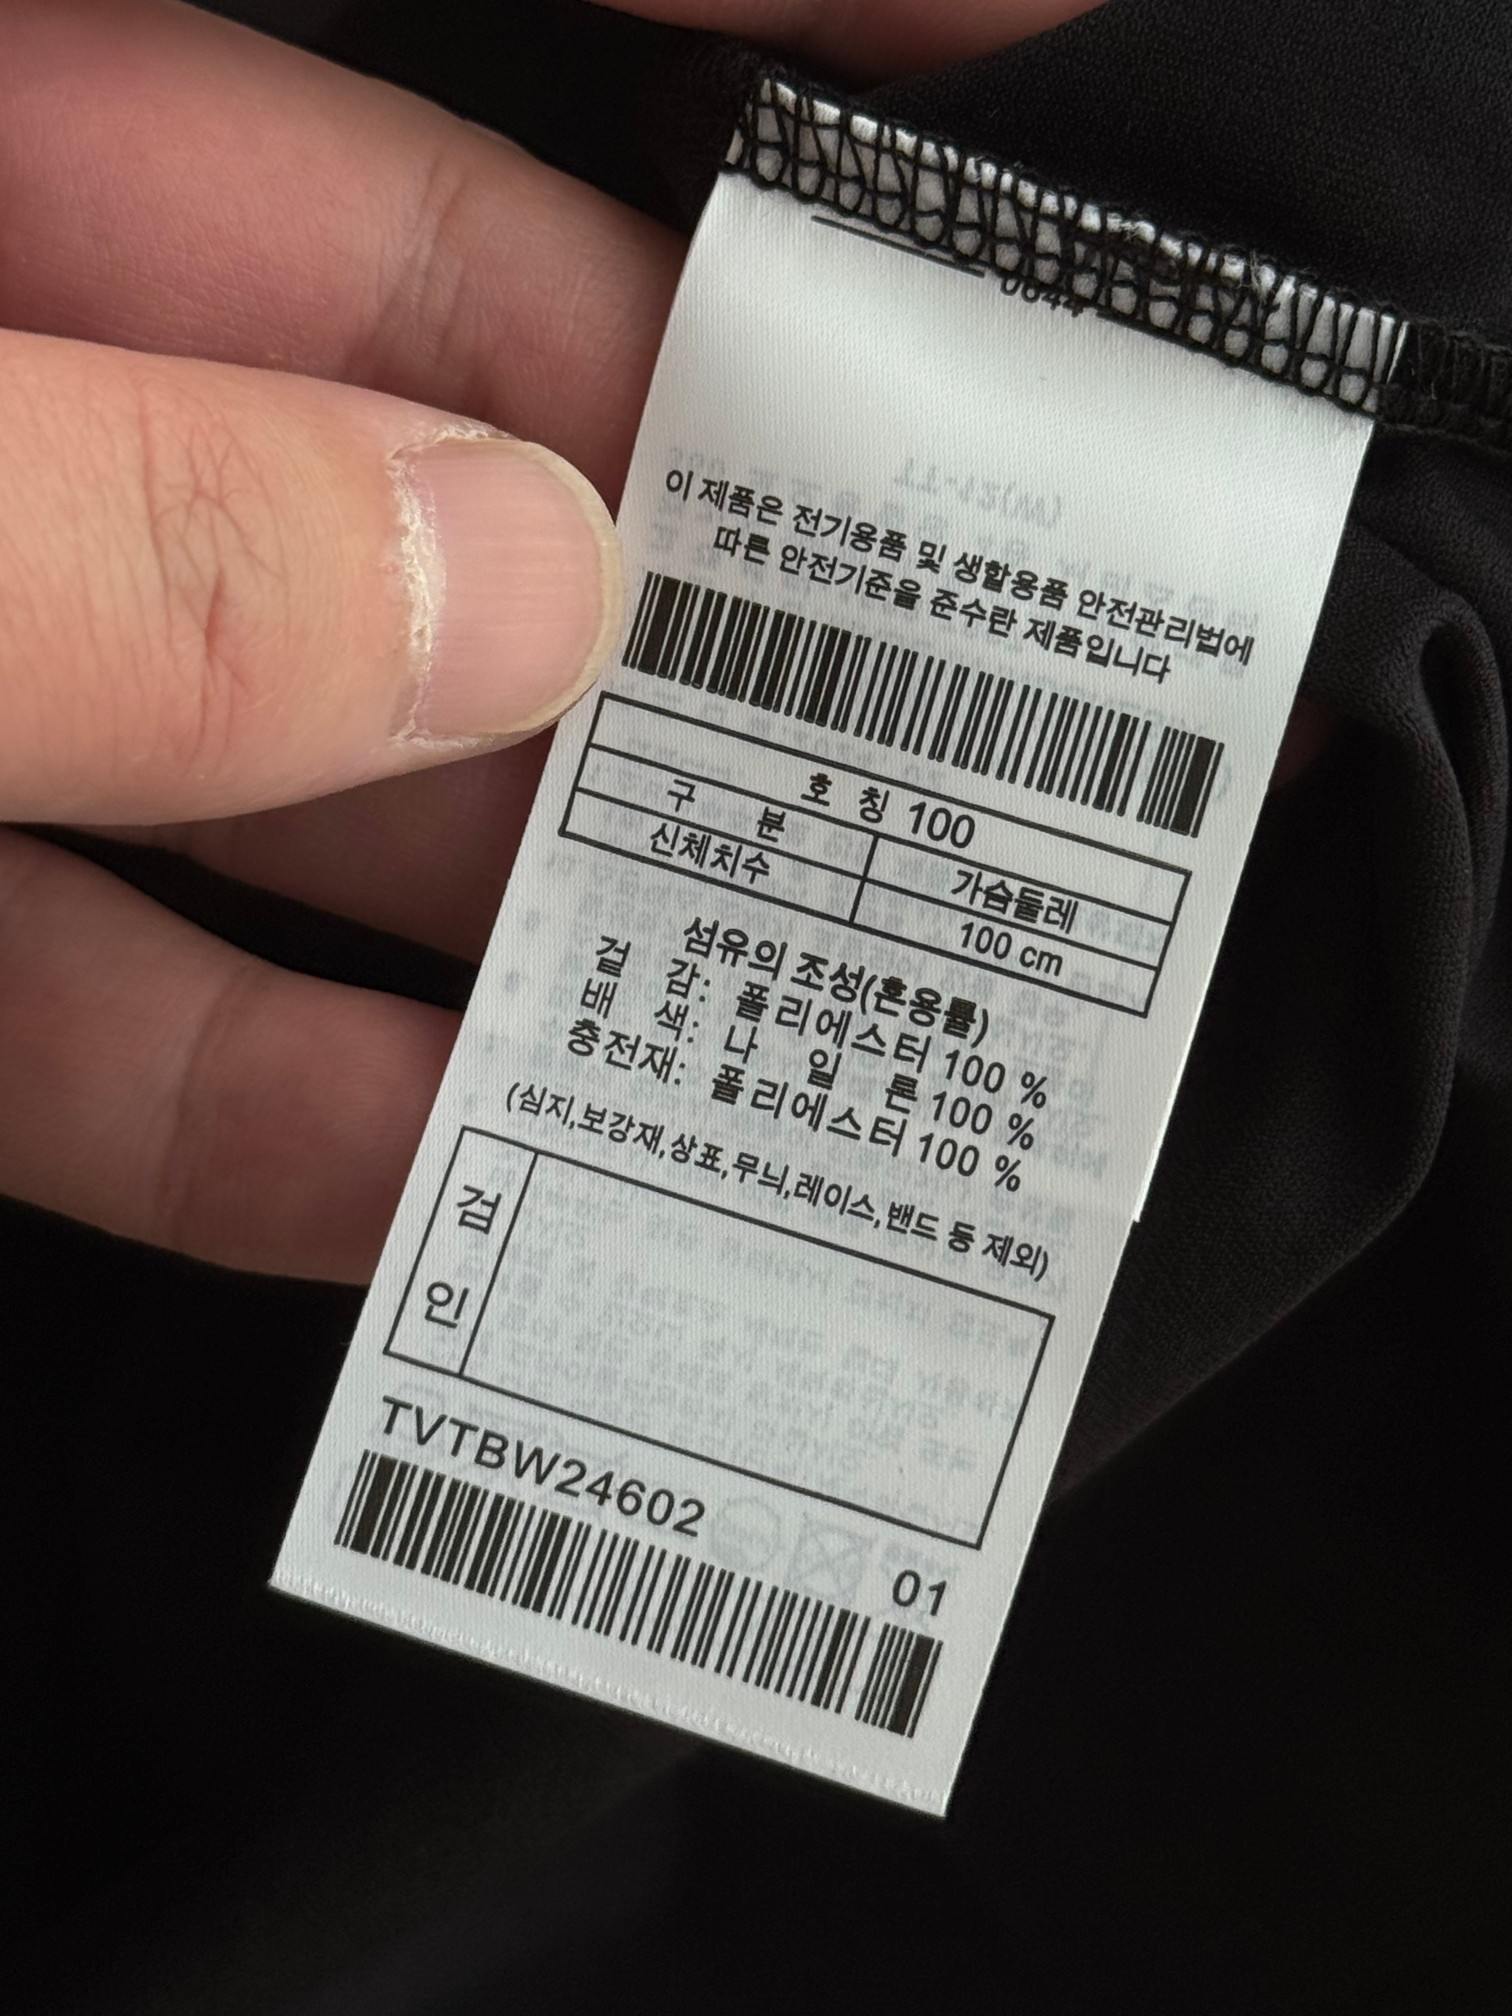 이 제품은 전기용품 및 생할용품 안전관리법에
따른 안전기준을 준수란 제품입니다
호 칭 100
구 분 가슴둘레
신체치수 100 cm
섬유의 조성(혼용률)
겉 감: 폴리에스터 100 %
배 색: 나 일 론 100 %
충전재: 폴리에스터 100 %
(심지,보강재,상표,무늬,레이스,밴드 등 제외)
검
인
TVTBW24602
01